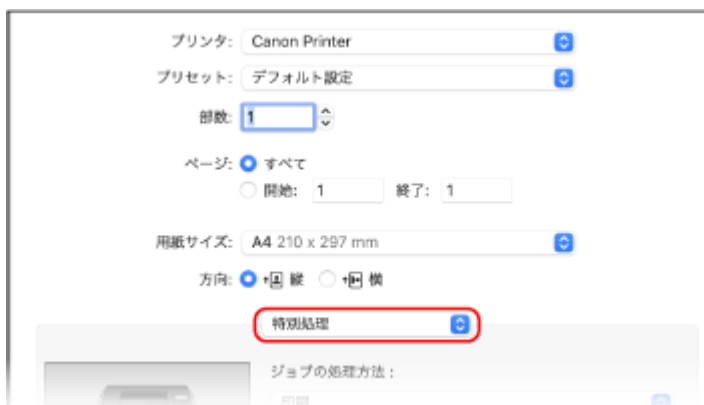 プリンタ: Canon Printer
プリセット: デフォルト設定
部数: 1
ページ: すべて
開始: 1 終了: 1
用紙サイズ: A4 210 x 297 mm
方向: 縦 横
特別処理
ジョブの処理方法：
印刷